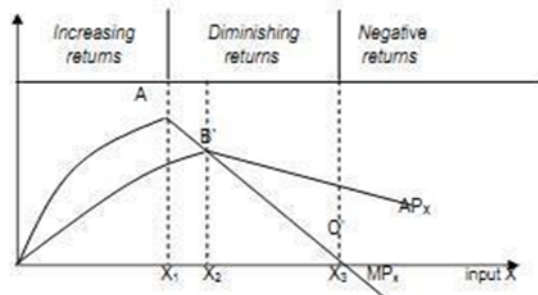 Increasing returns
Diminishing returns
Negative returns
A
B`
C`
APx
X1
X2
X3
MPx
input X